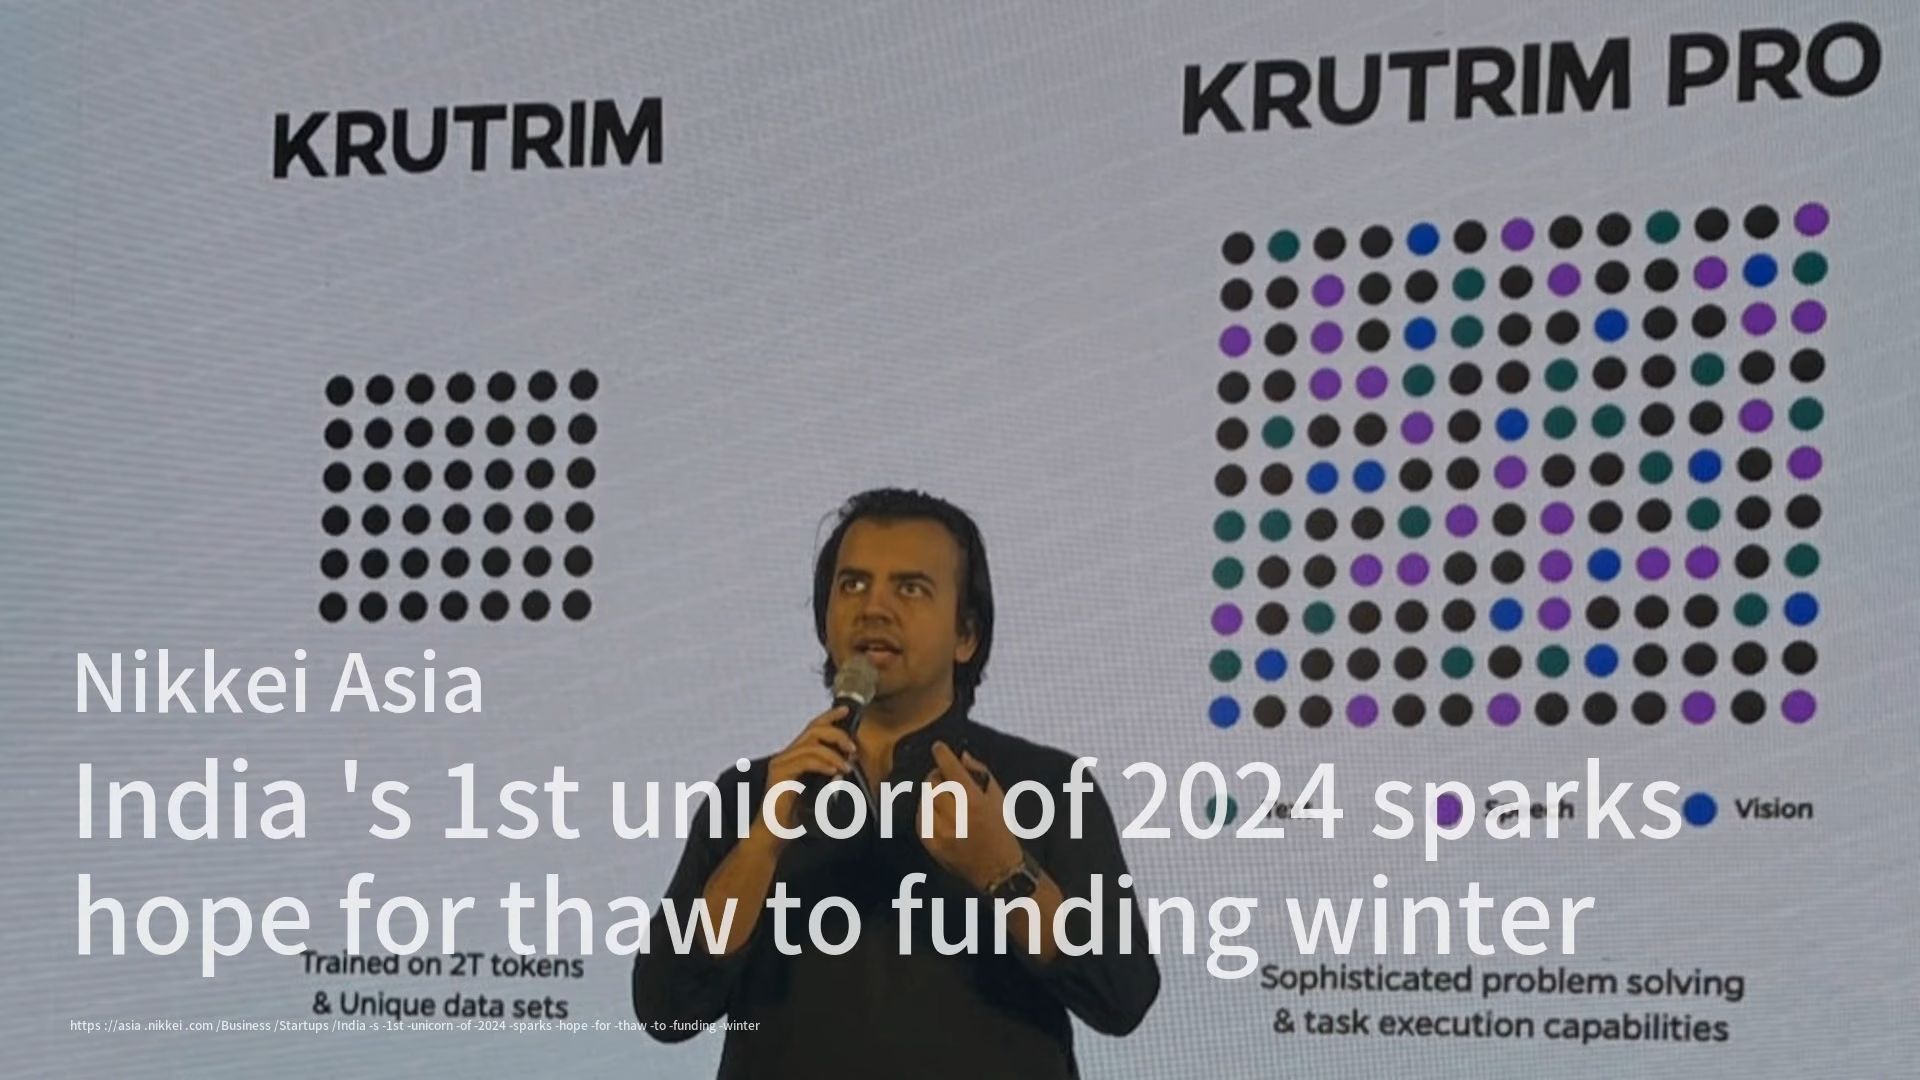 KRUTRIM
KRUTRIM PRO
Nikkei Asia
India 's 1st unicorn of 2024 sparks
hope for thaw to funding winter
Text
Speech
Vision
Trained on 2T tokens
& Unique data sets
Sophisticated problem solving
& task execution capabilities
https ://asia .nikkei .com /Business /Startups /India -s -1st -unicorn -of -2024 -sparks -hope -for -thaw -to -funding -winter